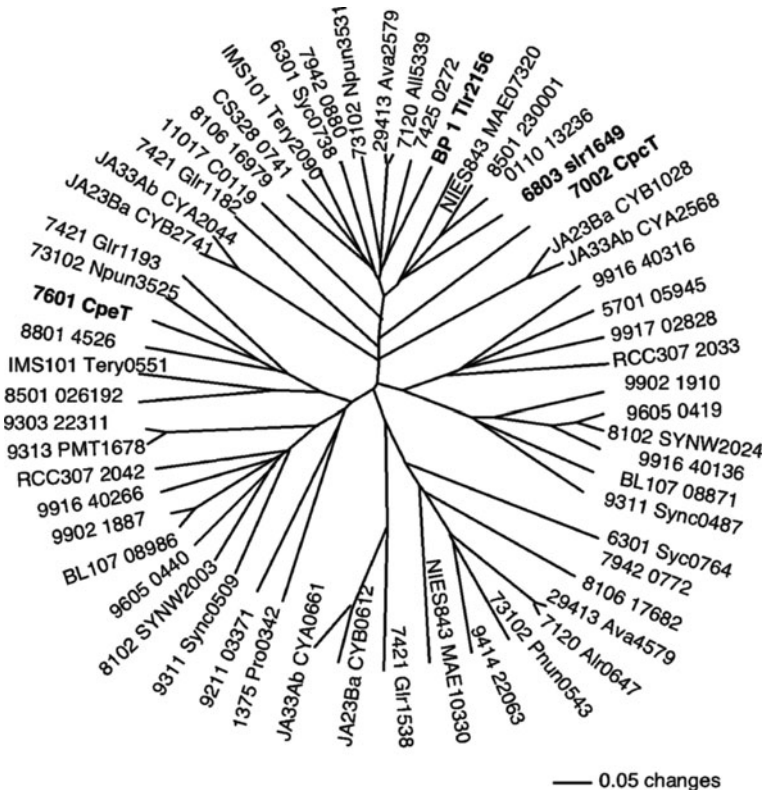 IMS101 Tery2090
6301 Syc0738
7942 0880
73102 Npun3531
29413 Ava2579
7120 All5339
7425 0272
BP 1 Tlr2156
NIES843 MAE07320
8501 230001
0110 13236
6803 slr1649
7002 CpcT
JA23Ba CYB1028
JA33Ab CYA2568
9916 40316
5701 05945
9917 02828
RCC307 2033
9902 1910
9605 0419
8102 SYNW2024
9916 40136
BL107 08871
9311 Sync0487
6301 Syc0764
7942 0772
8106 17682
29413 Ava4579
7120 Alr0647
73102 Pnun0543
9414 22063
NIES843 MAE10330
7421 Glr1538
JA23Ba CYB0612
JA33Ab CYA0661
1375 Pro0342
9211 03371
9311 Sync0509
8102 SYNW2003
9605 0440
BL107 08986
9902 1887
9916 40266
RCC307 2042
9313 PMT1678
9303 22311
8501 026192
IMS101 Tery0551
8801 4526
7601 CpeT
73102 Npun3525
7421 Glr1193
JA23Ba CYB2741
JA33Ab CYA2044
7421 Glr1182
11017 C0119
8106 16979
CS328 0741
0.05 changes